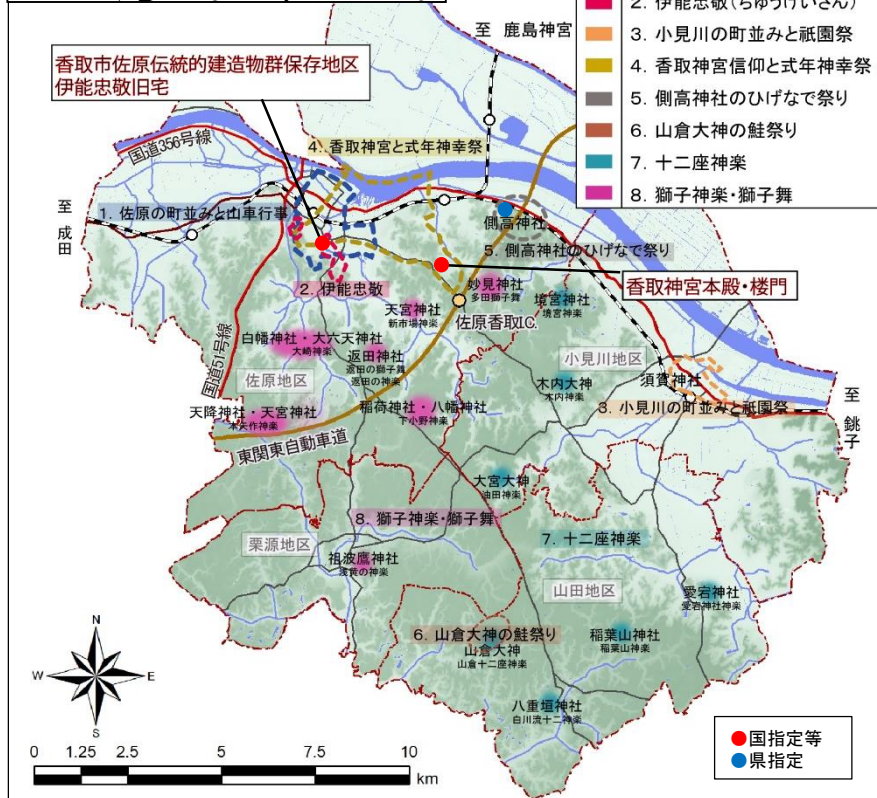 至 鹿島神宮
2. 伊能忠敬(ちゅうけいさん)
3. 小見川の町並みと祇園祭
4. 香取神宮信仰と式年神幸祭
5. 側高神社のひげなで祭り
6. 山倉大神の鮭祭り
7. 十二座神楽
8. 獅子神楽・獅子舞
香取市佐原伝統的建造物群保存地区
伊能忠敬旧宅
国道356号線
4. 香取神宮と式年神幸祭
至 成田
1. 佐原の町並みと山車行事
側高神社
5. 側高神社のひげなで祭り
香取神宮本殿・楼門
2. 伊能忠敬
妙見神社
多田獅子舞
境宮神社
境宮神楽
天宮神社
新市場神楽
佐原香取IC.
国道51号線
白幡神社・大六天神社
大崎神楽
返田神社
返田の獅子舞
返田の神楽
小見川地区
佐原地区
木内大神
木内神楽
須賀神社
至 銚子
3. 小見川の町並みと祇園祭
天降神社・天宮神社
本矢作神楽
稲荷神社・八幡神社
下小野神楽
東関東自動車道
大宮大神
油田神楽
8. 獅子神楽・獅子舞
7. 十二座神楽
栗源地区
祖波鷹神社
浅黄の神楽
山田地区
愛宕神社
愛宕神社神楽
6. 山倉大神の鮭祭り
山倉大神
山倉十二座神楽
稲葉山神社
稲葉山神楽
八重垣神社
白川流十二神楽
N
W
E
S
0 1.25 2.5 5 7.5 10
km
国指定等
県指定